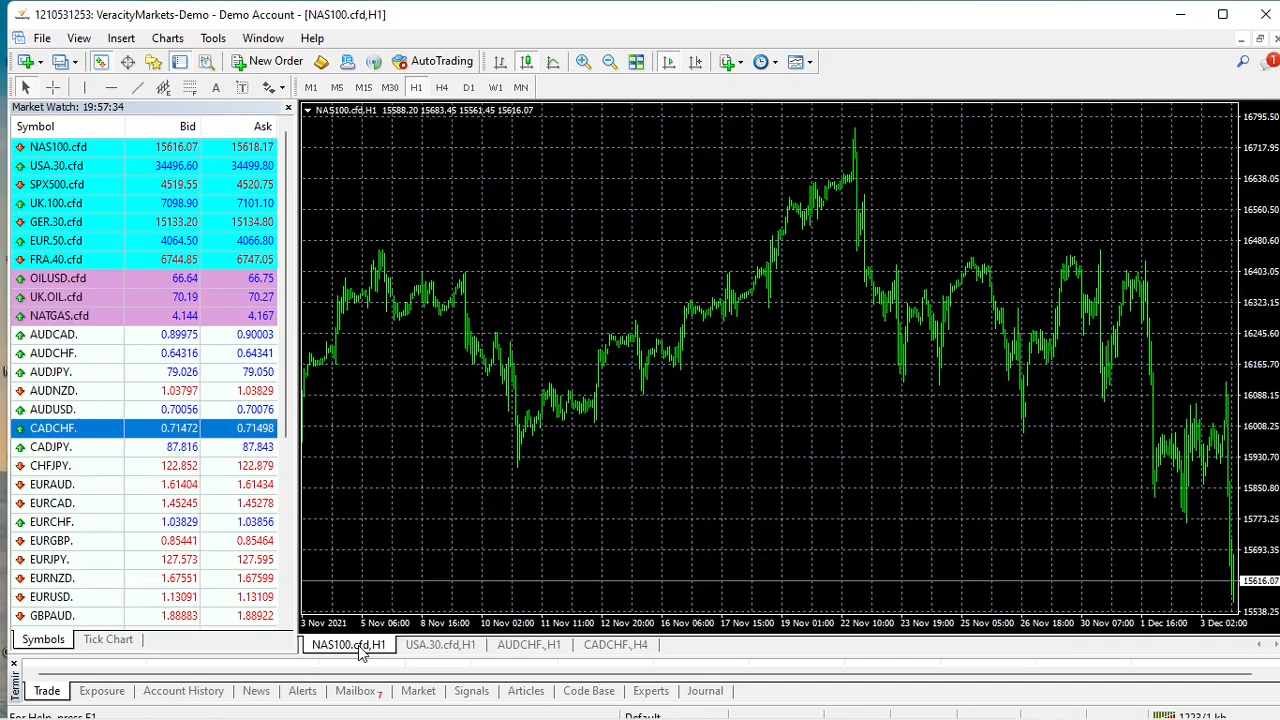 1210531253: VeracityMarkets-Demo - Demo Account - [NAS100.cfd,H1]
File View Insert Charts Tools Window Help
New Order AutoTrading 1
A T M1 M5 M15 M30 H1 H4 D1 W1 MN
Market Watch: 19:57:34
Symbol Bid Ask
NAS100.cfd 15616.07 15618.17
USA.30.cfd 34496.60 34499.80
SPX500.cfd 4519.55 4520.75
UK.100.cfd 7098.90 7101.10
GER.30.cfd 15133.20 15134.80
EUR.50.cfd 4064.50 4066.80
FRA.40.cfd 6744.85 6747.05
OILUSD.cfd 66.64 66.75
UK.OIL.cfd 70.19 70.27
NATGAS.cfd 4.144 4.167
AUDCAD. 0.89975 0.90003
AUDCHF. 0.64316 0.64341
AUDJPY. 79.026 79.050
AUDNZD. 1.03797 1.03829
AUDUSD. 0.70056 0.70076
CADCHF. 0.71472 0.71498
CADJPY. 87.816 87.843
CHFJPY. 122.852 122.879
EURAUD. 1.61404 1.61434
EURCAD. 1.45245 1.45278
EURCHF. 1.03829 1.03856
EURGBP. 0.85441 0.85464
EURJPY. 127.573 127.595
EURNZD. 1.67551 1.67599
EURUSD. 1.13091 1.13109
GBPAUD. 1.88883 1.88922
Symbols Tick Chart
NAS100.cfd,H1 15588.20 15683.45 15561.45 15616.07
16795.50
16717.95
16638.05
16560.50
16480.60
16403.05
16323.15
16245.60
16165.70
16088.15
16008.25
15930.70
15850.80
15773.25
15693.35
15616.07
15538.25
3 Nov 2021 5 Nov 06:00 8 Nov 16:00 10 Nov 02:00 11 Nov 12:00 12 Nov 20:00 16 Nov 06:00 17 Nov 15:00 19 Nov 01:00 22 Nov 10:00 23 Nov 19:00 25 Nov 05:00 26 Nov 18:00 30 Nov 07:00 1 Dec 16:00 3 Dec 02:00
NAS100.cfd,H1 USA.30.cfd,H1 AUDCHF.,H1 CADCHF.,H4
Trade Exposure Account History News Alerts Mailbox 7 Market Signals Articles Code Base Experts Journal
For Help, press F1 Default 1223/1 kb